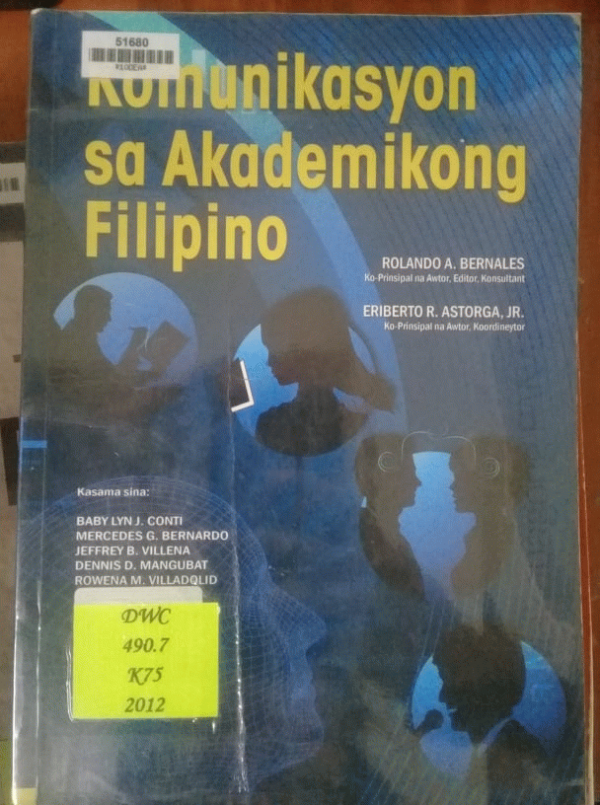 51680
Komunikasyon
sa Akademikong
Filipino
ROLANDO A. BERNALES
Ko-Prinsipal na Awtor, Editor, Konsultant
ERIBERTO R. ASTORGA, JR.
Ko-Prinsipal na Awtor, Koordineytor
Kasama sina:
BABY LYN J. CONTI
MERCEDES G. BERNARDO
JEFFREY B. VILLENA
DENNIS D. MANGUBAT
ROWENA M. VILLADOLID
DWC
490.7
K75
2012